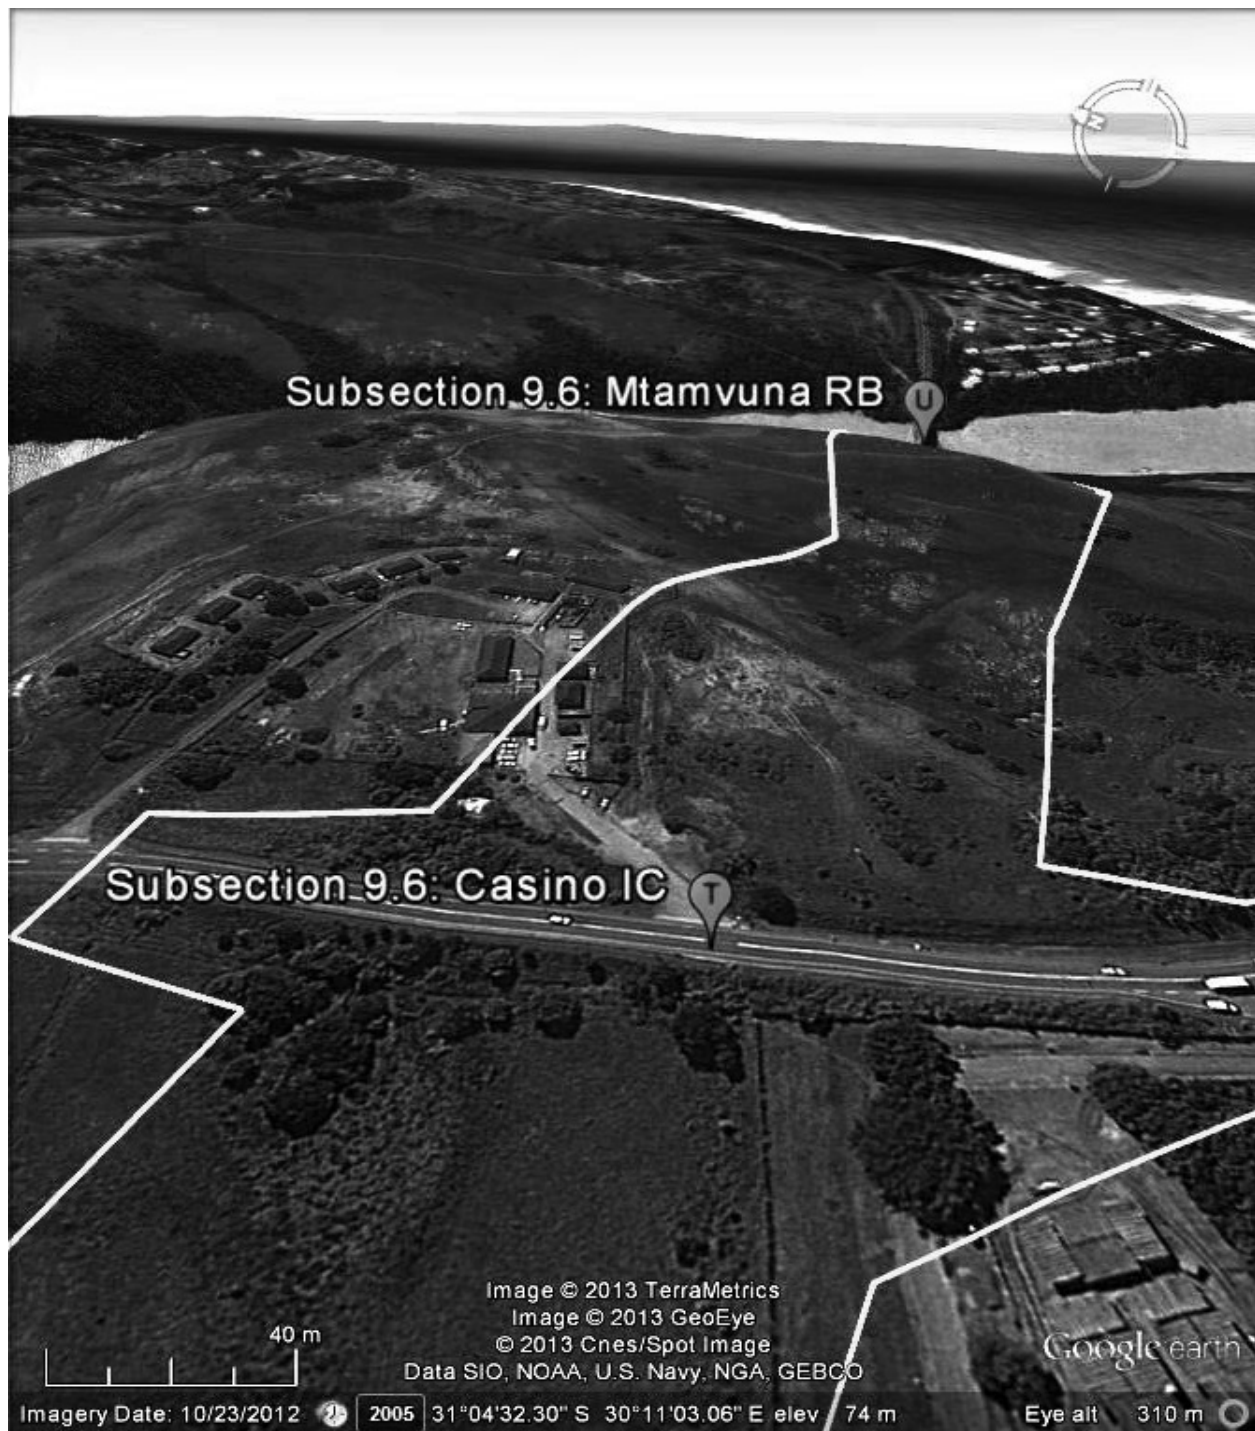 N
Subsection 9.6: Mtamvuna RB
U
Subsection 9.6: Casino IC
T
Image © 2013 TerraMetrics
Image © 2013 GeoEye
© 2013 Cnes/Spot Image
Data SIO, NOAA, U.S. Navy, NGA, GEBCO
40 m
Google earth
Imagery Date: 10/23/2012 2005 31°04'32.30" S 30°11'03.06" E elev 74 m Eye alt 310 m